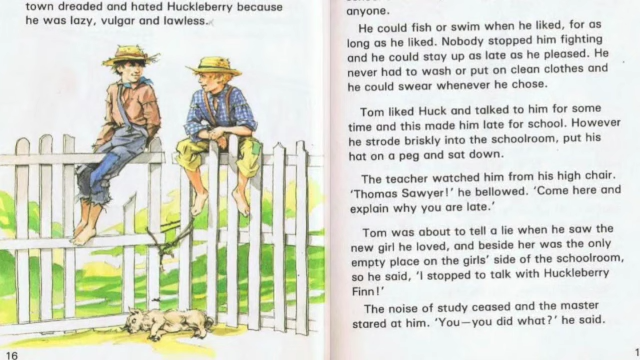 town dreaded and hated Huckleberry because
he was lazy, vulgar and lawless.
16
anyone.
He could fish or swim when he liked, for as
long as he liked. Nobody stopped him fighting
and he could stay up as late as he pleased. He
never had to wash or put on clean clothes and
he could swear whenever he chose.
Tom liked Huck and talked to him for some
time and this made him late for school. However
he strode briskly into the schoolroom, put his
hat on a peg and sat down.
The teacher watched him from his high chair.
'Thomas Sawyer!' he bellowed. 'Come here and
explain why you are late.'
Tom was about to tell a lie when he saw the
new girl he loved, and beside her was the only
empty place on the girls' side of the schoolroom,
so he said, 'I stopped to talk with Huckleberry
Finn!'
The noise of study ceased and the master
stared at him. 'You—you did what?' he said.